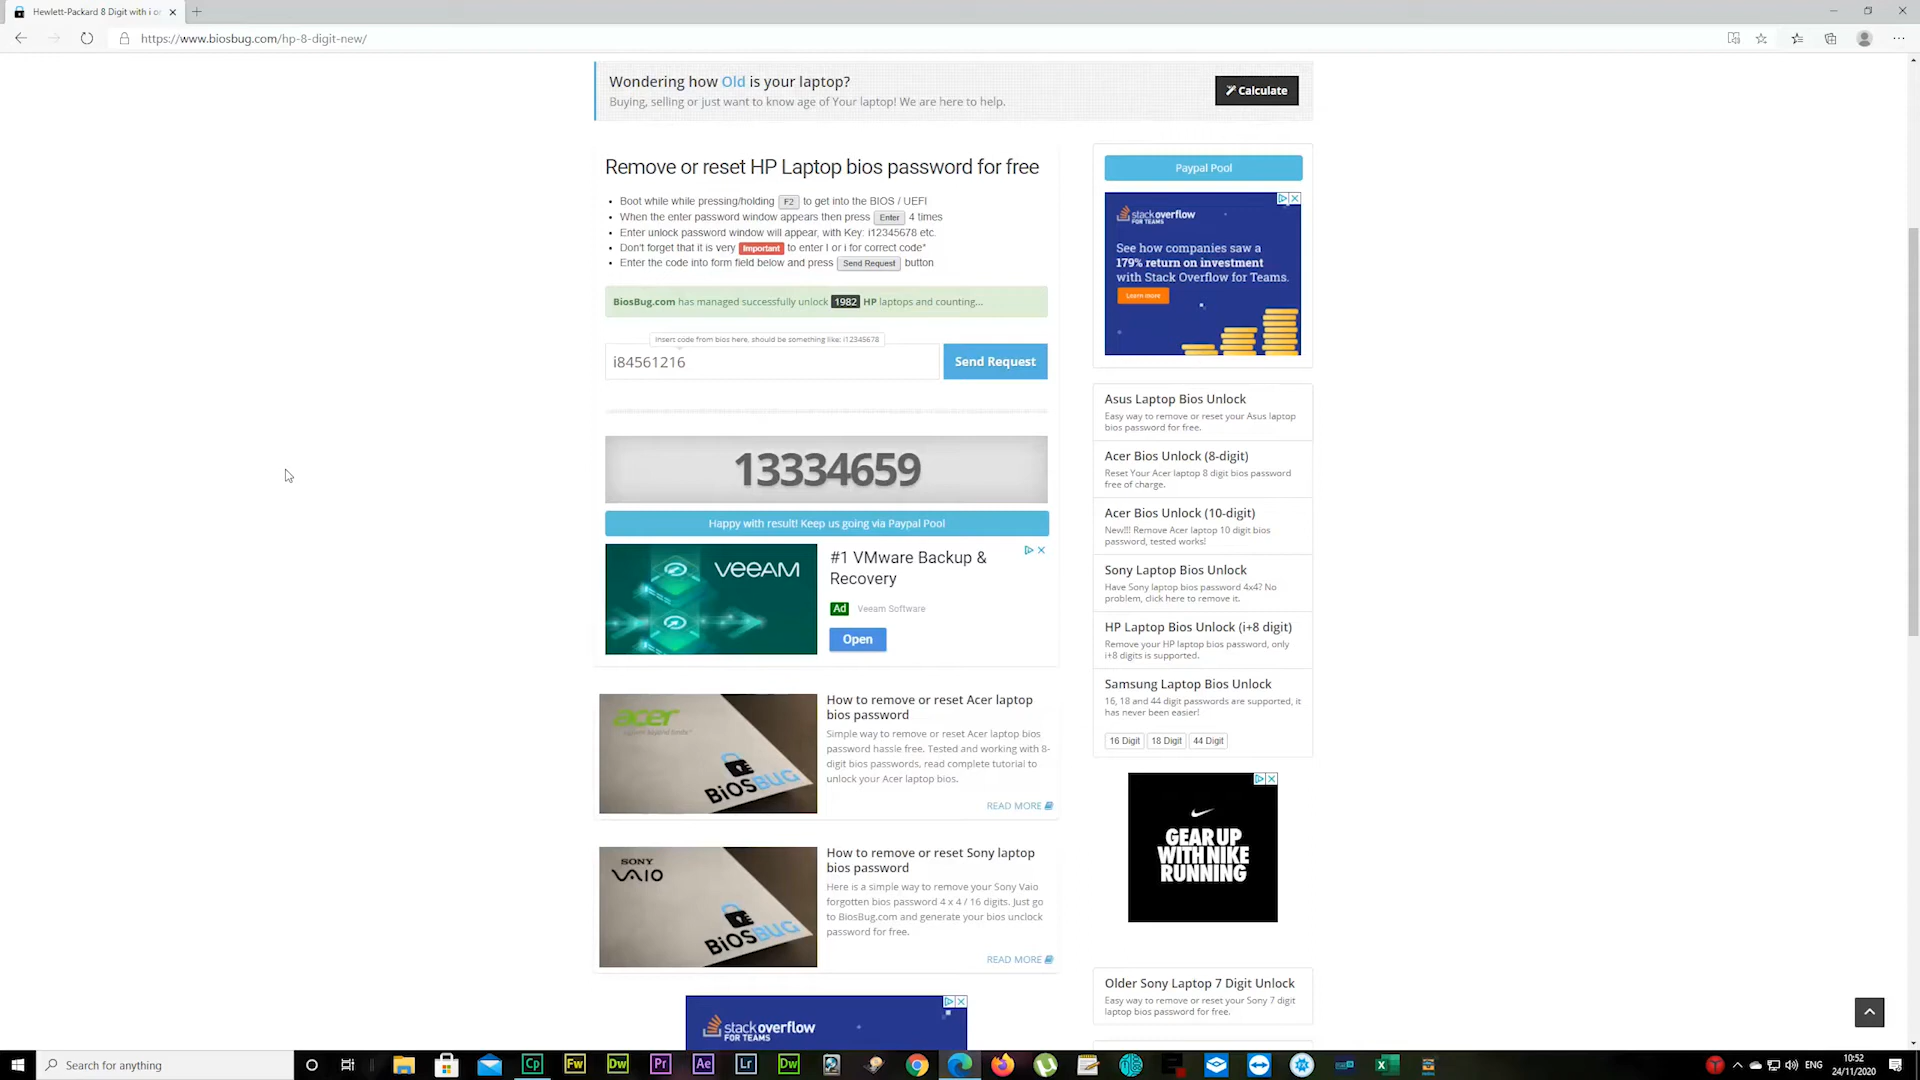 Hewlett-Packard 8 Digit with i or
https://www.biosbug.com/hp-8-digit-new/
Wondering how Old is your laptop?
Buying, selling or just want to know age of Your laptop! We are here to help.
Calculate
Remove or reset HP Laptop bios password for free
Boot while while pressing/holding F2 to get into the BIOS / UEFI
When the enter password window appears then press Enter 4 times
Enter unlock password window will appear, with Key: i12345678 etc.
Don't forget that it is very Important to enter I or i for correct code*
Enter the code into form field below and press Send Request button
BiosBug.com has managed successfully unlock 1982 HP laptops and counting...
Insert code from bios here, should be something like: i12345678
i84561216
Send Request
13334659
Happy with result! Keep us going via Paypal Pool
VEEAM
#1 VMware Backup &
Recovery
Ad Veeam Software
Open
acer
BiOSBUG
How to remove or reset Acer laptop
bios password
Simple way to remove or reset Acer laptop bios
password hassle free. Tested and working with 8-
digit bios passwords, read complete tutorial to
unlock your Acer laptop bios.
READ MORE
SONY
VAIO
BiOSBUG
How to remove or reset Sony laptop
bios password
Here is a simple way to remove your Sony Vaio
forgotten bios password 4 x 4 / 16 digits. Just go
to BiosBug.com and generate your bios unclock
password for free.
READ MORE
stackoverflow
FOR TEAMS
Paypal Pool
stackoverflow
FOR TEAMS
See how companies saw a
179% return on investment
with Stack Overflow for Teams.
Learn more
Asus Laptop Bios Unlock
Easy way to remove or reset your Asus laptop
bios password for free.
Acer Bios Unlock (8-digit)
Reset Your Acer laptop 8 digit bios password
free of charge.
Acer Bios Unlock (10-digit)
New!!! Remove Acer laptop 10 digit bios
password, tested works!
Sony Laptop Bios Unlock
Have Sony laptop bios password 4x4? No
problem, click here to remove it.
HP Laptop Bios Unlock (i+8 digit)
Remove your HP laptop bios password, only
i+8 digits is supported.
Samsung Laptop Bios Unlock
16, 18 and 44 digit passwords are supported, it
has never been easier!
16 Digit 18 Digit 44 Digit
GEAR UP
WITH NIKE
RUNNING
Older Sony Laptop 7 Digit Unlock
Easy way to remove or reset your Sony 7 digit
laptop bios password for free.
Search for anything
Cp Fw Dw Pr Ae Lr Dw
ENG
10:52
24/11/2020